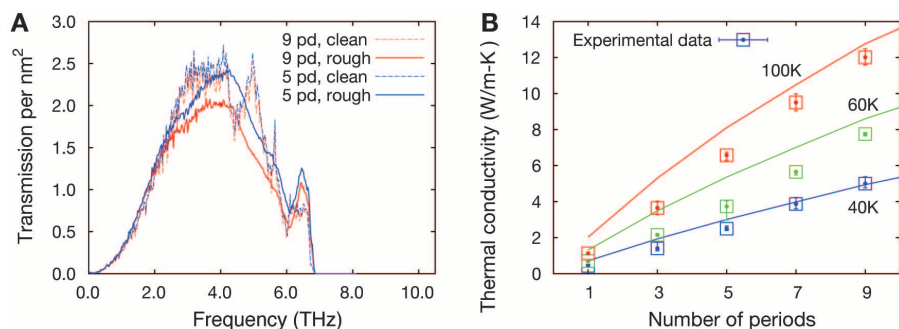 A
Transmission per nm²
3.0
2.5
2.0
1.5
1.0
0.5
0.0
9 pd, clean
9 pd, rough
5 pd, clean
5 pd, rough
0.0 2.0 4.0 6.0 8.0 10.0
Frequency (THz)
B
Thermal conductivity (W/m-K)
14
12
10
8
6
4
2
0
Experimental data
100K
60K
40K
1 3 5 7 9
Number of periods